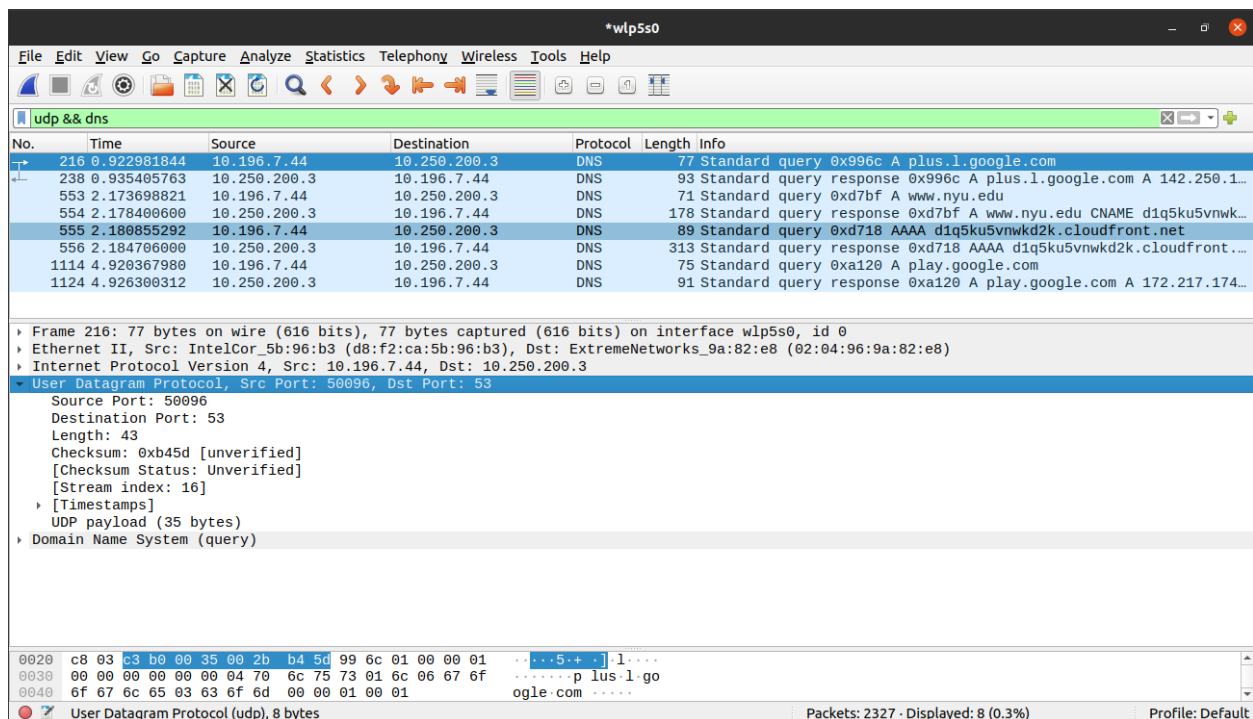 *wlp5s0
File Edit View Go Capture Analyze Statistics Telephony Wireless Tools Help
udp && dns
No. Time Source Destination Protocol Length Info
216 0.922981844 10.196.7.44 10.250.200.3 DNS 77 Standard query 0x996c A plus.l.google.com
238 0.935405763 10.250.200.3 10.196.7.44 DNS 93 Standard query response 0x996c A plus.l.google.com A 142.250.1…
553 2.173698821 10.196.7.44 10.250.200.3 DNS 71 Standard query 0xd7bf A www.nyu.edu
554 2.178400600 10.250.200.3 10.196.7.44 DNS 178 Standard query response 0xd7bf A www.nyu.edu CNAME d1q5ku5vnwk…
555 2.180855292 10.196.7.44 10.250.200.3 DNS 89 Standard query 0xd718 AAAA d1q5ku5vnwkd2k.cloudfront.net
556 2.184706000 10.250.200.3 10.196.7.44 DNS 313 Standard query response 0xd718 AAAA d1q5ku5vnwkd2k.cloudfront.…
1114 4.920367980 10.196.7.44 10.250.200.3 DNS 75 Standard query 0xa120 A play.google.com
1124 4.926300312 10.250.200.3 10.196.7.44 DNS 91 Standard query response 0xa120 A play.google.com A 172.217.174…
Frame 216: 77 bytes on wire (616 bits), 77 bytes captured (616 bits) on interface wlp5s0, id 0
Ethernet II, Src: IntelCor_5b:96:b3 (d8:f2:ca:5b:96:b3), Dst: ExtremeNetworks_9a:82:e8 (02:04:96:9a:82:e8)
Internet Protocol Version 4, Src: 10.196.7.44, Dst: 10.250.200.3
User Datagram Protocol, Src Port: 50096, Dst Port: 53
Source Port: 50096
Destination Port: 53
Length: 43
Checksum: 0xb45d [unverified]
[Checksum Status: Unverified]
[Stream index: 16]
[Timestamps]
UDP payload (35 bytes)
Domain Name System (query)
0020 c8 03 c3 b0 00 35 00 2b b4 5d 99 6c 01 00 00 01 ·····5·+ ·]·l····
0030 00 00 00 00 00 00 04 70 6c 75 73 01 6c 06 67 6f ·······p lus·l·go
0040 6f 67 6c 65 03 63 6f 6d 00 00 01 00 01 ogle·com ·····
User Datagram Protocol (udp), 8 bytes Packets: 2327 · Displayed: 8 (0.3%) Profile: Default